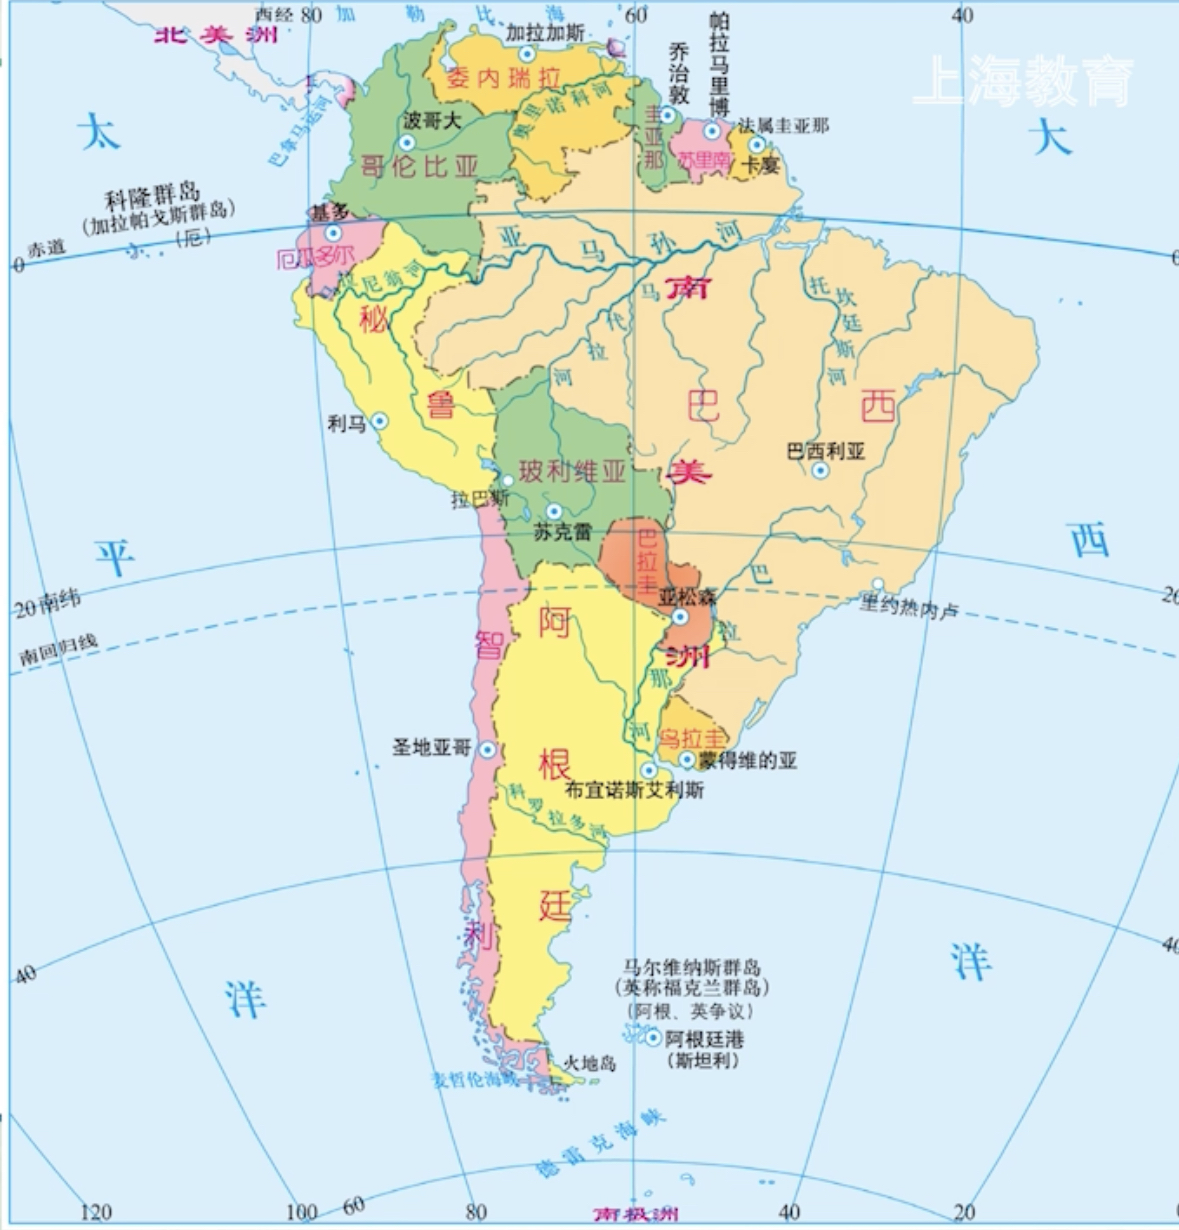 西经 80
加勒比海
60
40
北美洲
上海教育
帕拉马里博
加拉加斯
乔治敦
委内瑞拉
奥里诺科河
巴拿马运河
波哥大
哥伦比亚
圭亚那
苏里南
法属圭亚那
卡宴
太
大
科隆群岛
(加拉帕戈斯群岛)
(厄)
赤道
0
0
基多
厄瓜多尔
亚马孙河
马拉尼翁河
南
托坎廷斯河
马代拉河
秘
鲁
巴
西
利马
巴西利亚
美
玻利维亚
拉巴斯
苏克雷
平
西
巴拉圭
20 南纬
20
南回归线
亚松森
里约热内卢
巴拉那河
阿
智
洲
乌拉圭
圣地亚哥
蒙得维的亚
根
布宜诺斯艾利斯
科罗拉多河
廷
利
40
40
洋
洋
马尔维纳斯群岛
(英称福克兰群岛)
(阿根、英争议)
阿根廷港
(斯坦利)
火地岛
麦哲伦海峡
德雷克海峡
120
100
60
80
南极洲
40
20